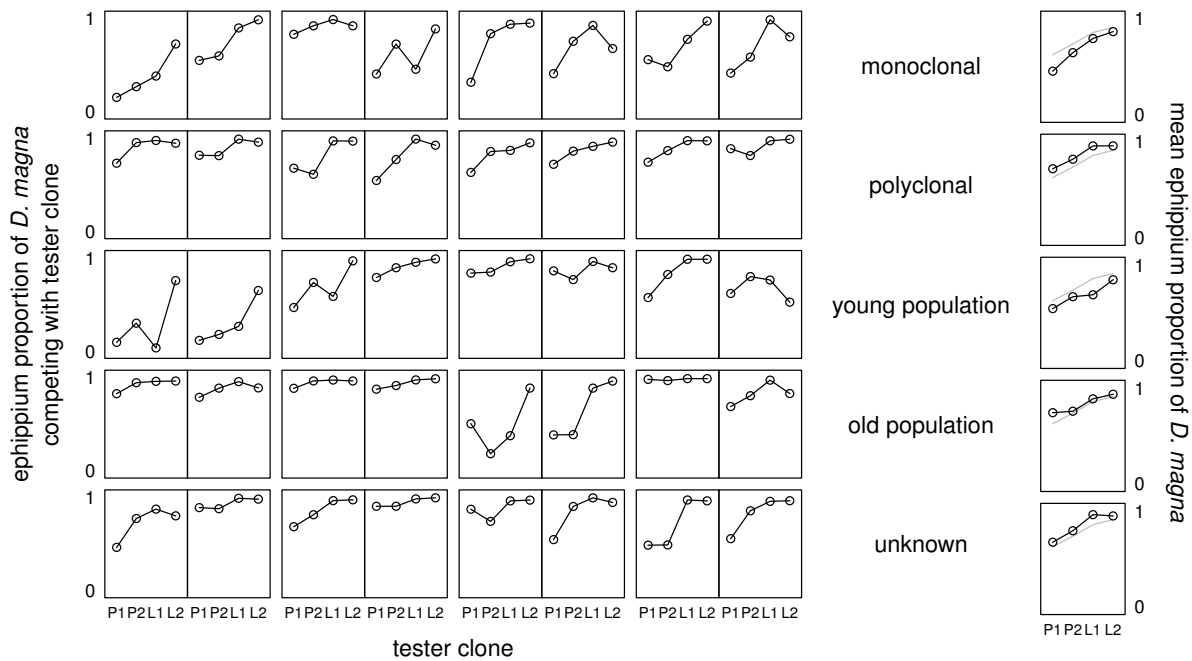 ephippium proportion of D. magna
competing with tester clone
1
0
monoclonal
1
0
1
0
polyclonal
1
0
1
0
young population
1
0
1
0
old population
1
0
1
0
unknown
1
0
mean ephippium proportion of D. magna
P1 P2 L1 L2 P1 P2 L1 L2 P1 P2 L1 L2 P1 P2 L1 L2 P1 P2 L1 L2 P1 P2 L1 L2 P1 P2 L1 L2 P1 P2 L1 L2
P1 P2 L1 L2
tester clone